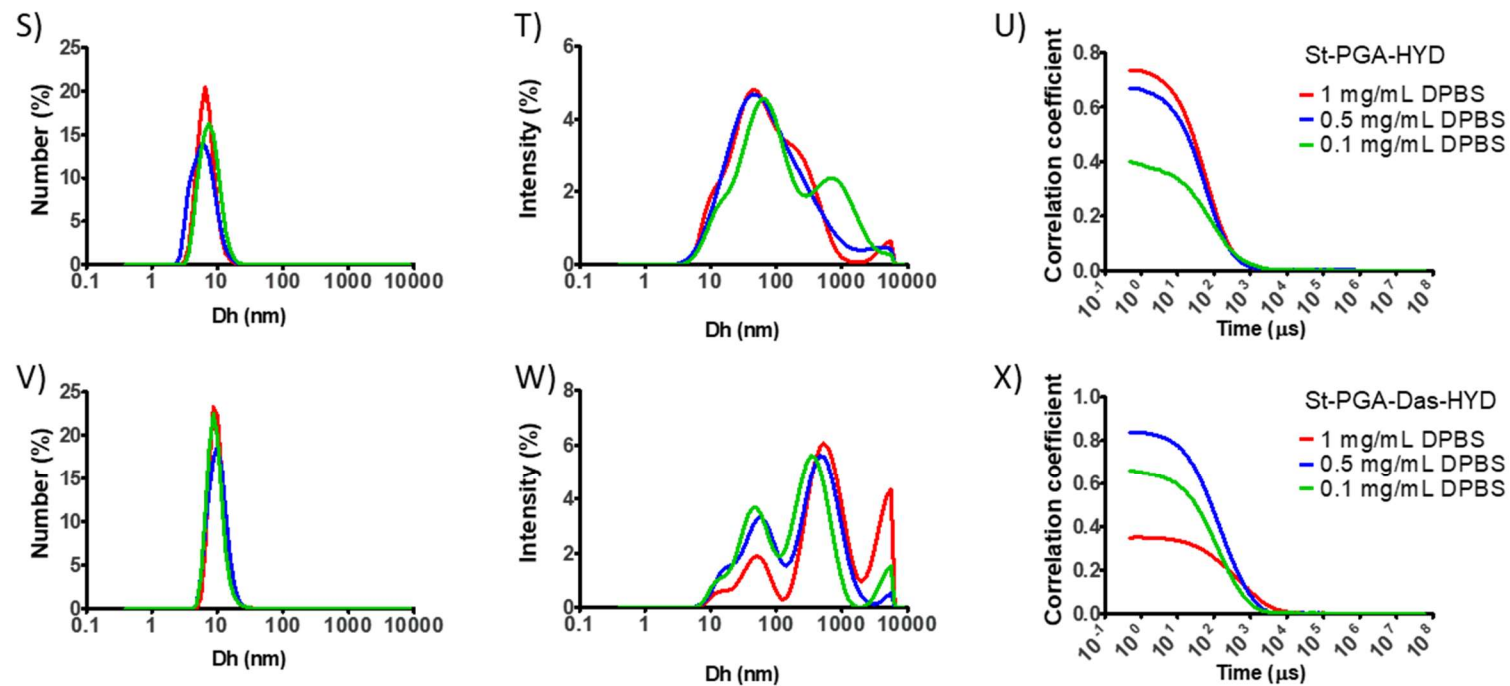 S)
Number (%)
25
20
15
10
5
0
0.1 1 10 100 1000 10000
Dh (nm)
T)
Intensity (%)
6
4
2
0
0.1 1 10 100 1000 10000
Dh (nm)
U)
Correlation coefficient
0.8
0.6
0.4
0.2
0.0
10-1 100 101 102 103 104 105 106 107 108
Time (µs)
St-PGA-HYD
1 mg/mL DPBS
0.5 mg/mL DPBS
0.1 mg/mL DPBS
V)
Number (%)
25
20
15
10
5
0
0.1 1 10 100 1000 10000
Dh (nm)
W)
Intensity (%)
8
6
4
2
0
0.1 1 10 100 1000 10000
Dh (nm)
X)
Correlation coefficient
1.0
0.8
0.6
0.4
0.2
0.0
10-1 100 101 102 103 104 105 106 107 108
Time (µs)
St-PGA-Das-HYD
1 mg/mL DPBS
0.5 mg/mL DPBS
0.1 mg/mL DPBS